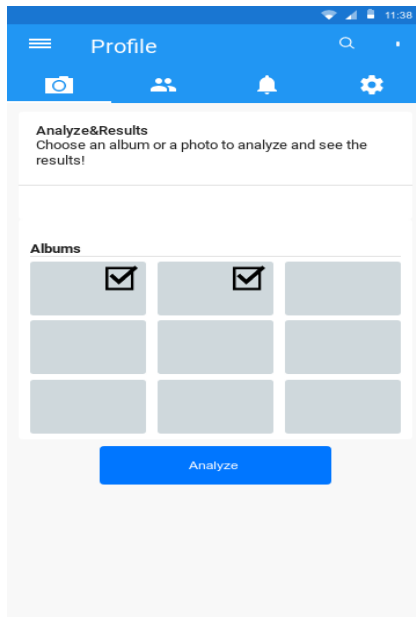 11:38
Profile
Analyze&Results
Choose an album or a photo to analyze and see the
results!
Albums
Analyze